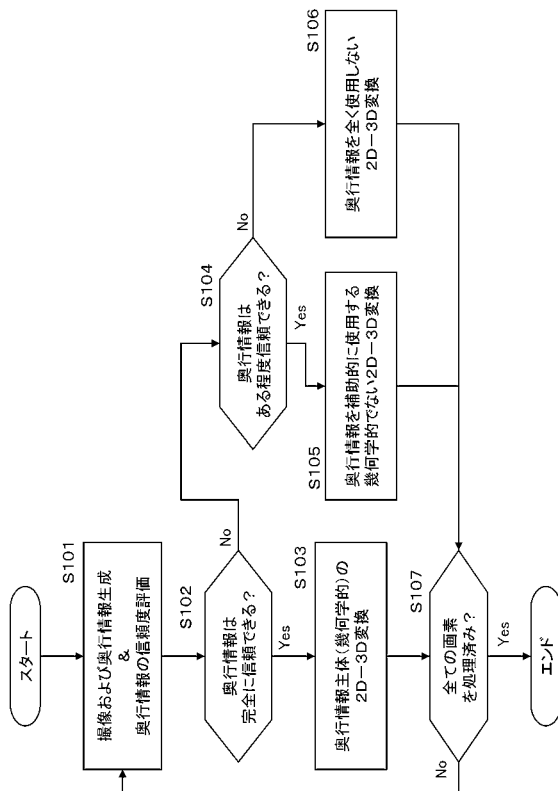 スタート
S101
撮像および奥行情報生成
&
奥行情報の信頼度評価
S102
奥行情報は
完全に信頼できる?
No
Yes
S103
奥行情報主体(幾何学的)の
2D-3D変換
S104
奥行情報は
ある程度信頼できる?
No
Yes
S105
奥行情報を補助的に使用する
幾何学的でない2D-3D変換
S106
奥行情報を全く使用しない
2D-3D変換
S107
全ての画素
を処理済み?
No
Yes
エンド